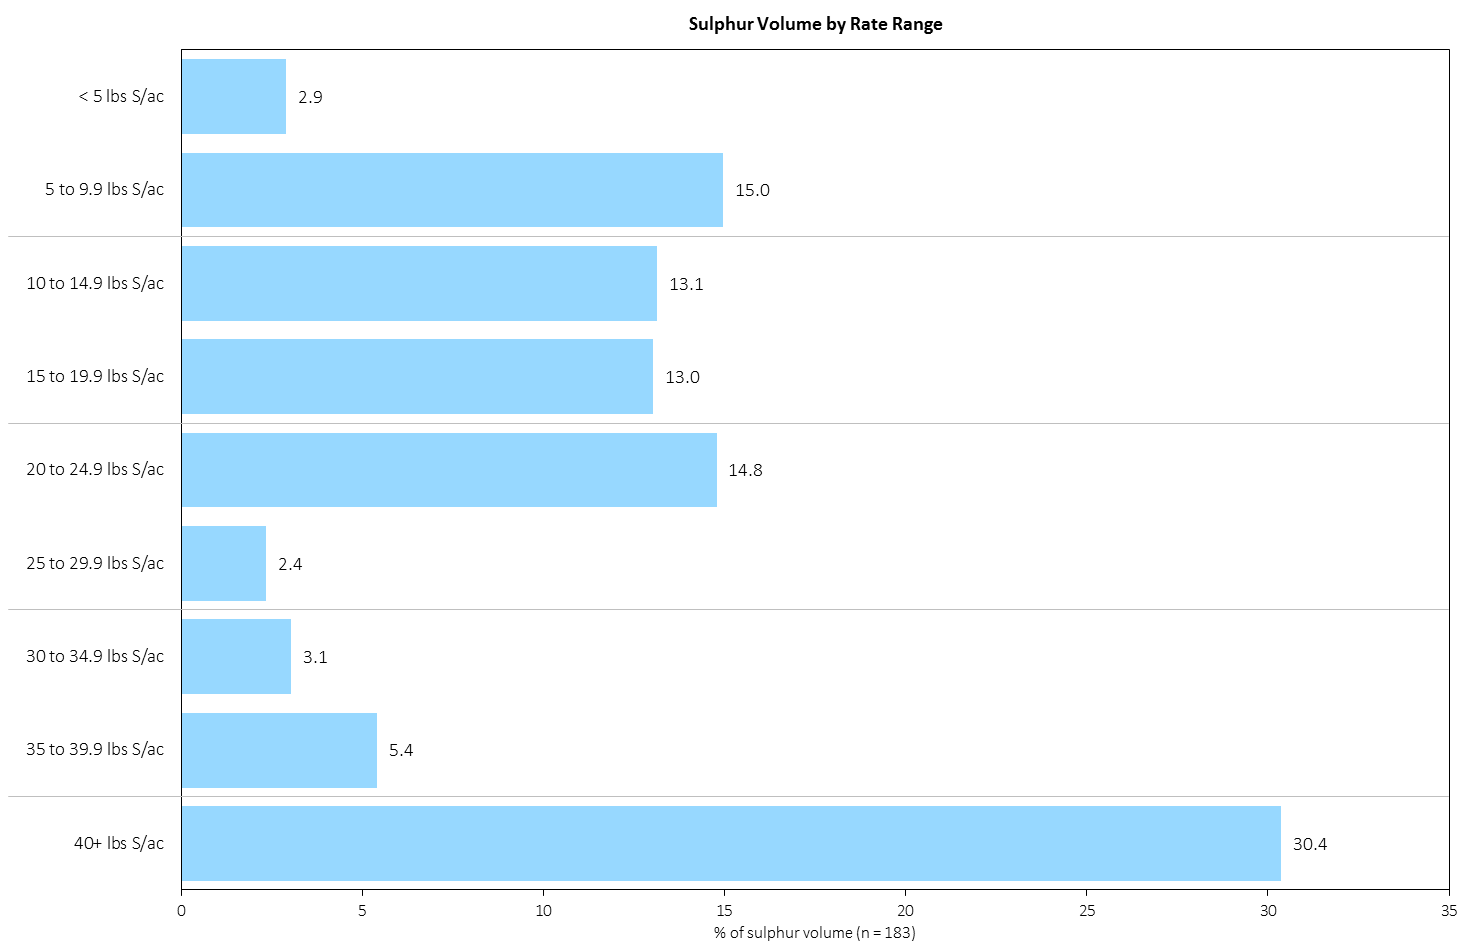 Sulphur Volume by Rate Range
< 5 lbs S/ac 2.9
5 to 9.9 lbs S/ac 15.0
10 to 14.9 lbs S/ac 13.1
15 to 19.9 lbs S/ac 13.0
20 to 24.9 lbs S/ac 14.8
25 to 29.9 lbs S/ac 2.4
30 to 34.9 lbs S/ac 3.1
35 to 39.9 lbs S/ac 5.4
40+ lbs S/ac 30.4
0 5 10 15 20 25 30 35
% of sulphur volume (n = 183)